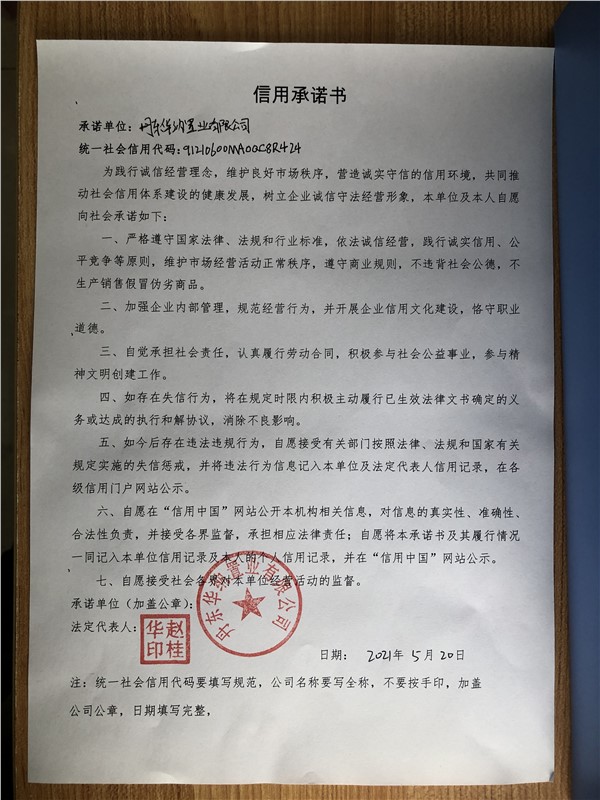 信用承诺书
承诺单位：丹东华纳置业有限公司
统一社会信用代码：91210600MA0QC8R424
为践行诚信经营理念，维护良好市场秩序，营造诚实守信的信用环境，共同推
动社会信用体系建设的健康发展，树立企业诚信守法经营形象，本单位及本人自愿
向社会承诺如下：
一、严格遵守国家法律、法规和行业标准，依法诚信经营，践行诚实信用、公
平竞争等原则，维护市场经营活动正常秩序，遵守商业规则，不违背社会公德，不
生产销售假冒伪劣商品。
二、加强企业内部管理，规范经营行为，并开展企业信用文化建设，恪守职业
道德。
三、自觉承担社会责任，认真履行劳动合同，积极参与社会公益事业，参与精
神文明创建工作。
四、如存在失信行为，将在规定时限内积极主动履行已生效法律文书确定的义
务或达成的执行和解协议，消除不良影响。
五、如今后存在违法违规行为，自愿接受有关部门按照法律、法规和国家有关
规定实施的失信惩戒，并将违法行为信息记入本单位及法定代表人信用记录，在各
级信用门户网站公示。
六、自愿在“信用中国”网站公开本机构相关信息，对信息的真实性、准确性、
合法性负责，并接受各界监督，承担相应法律责任；自愿将本承诺书及其履行情况
一同记入本单位信用记录及本人的个人信用记录，并在“信用中国”网站公示。
七、自愿接受社会各界对本单位经营活动的监督。
承诺单位（加盖公章）：
丹东华纳置业有限公司
法定代表人：
赵桂
华印
日期： 2021年 5月 20日
注：统一社会信用代码要填写规范，公司名称要写全称，不要按手印，加盖
公司公章，日期填写完整，